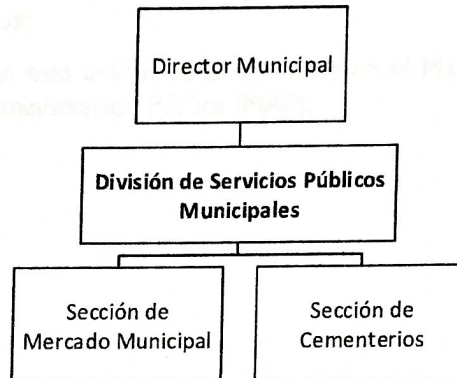 Director Municipal
División de Servicios Públicos
Municipales
Sección de
Mercado Municipal
Sección de
Cementerios